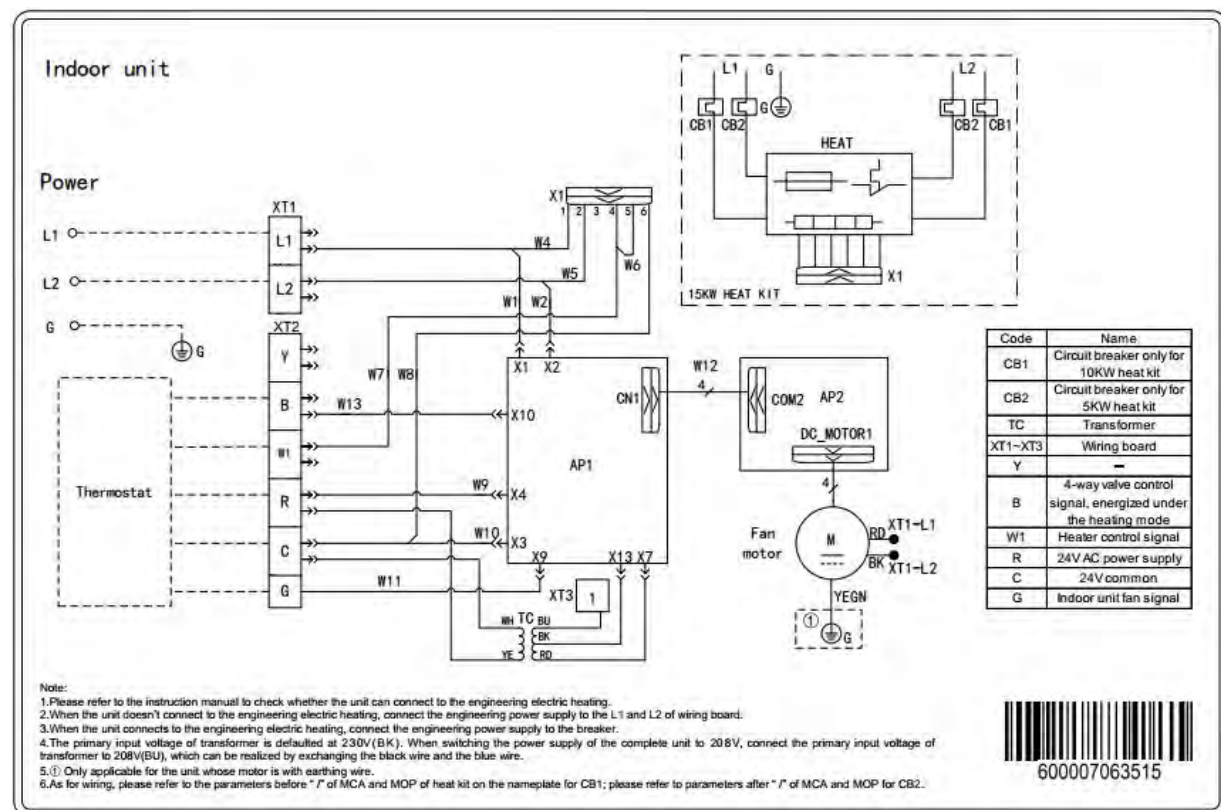 Indoor unit
Power
L1
L2
G
G
XT1
L1
L2
XT2
Y
B
W1
R
C
G
Thermostat
X1
1 2 3 4 5 6
W4
W5
W6
W1
W2
W7
W8
W13
W9
W10
W11
X1 X2
X10
X4
X3
X9
X13 X7
AP1
CN1
W12
4
COM2
AP2
DC_MOTOR1
4
Fan
motor
M
RD
XT1-L1
BK
XT1-L2
YEGN
①
G
XT3
1
WH TC BU
BK
YE
RD
L1
G
L2
CB1
CB2
G
CB2
CB1
HEAT
X1
15KW HEAT KIT
Code Name
CB1 Circuit breaker only for
10KW heat kit
CB2 Circuit breaker only for
5KW heat kit
TC Transformer
XT1~XT3 Wiring board
Y –
B 4-way valve control
signal, energized under
the heating mode
W1 Heater control signal
R 24V AC power supply
C 24V common
G Indoor unit fan signal
Note:
1.Please refer to the instruction manual to check whether the unit can connect to the engineering electric heating.
2.When the unit doesn't connect to the engineering electric heating, connect the engineering power supply to the L1 and L2 of wiring board.
3.When the unit connects to the engineering electric heating, connect the engineering power supply to the breaker.
4.The primary input voltage of transformer is defaulted at 230V(BK). When switching the power supply of the complete unit to 208V, connect the primary input voltage of
transformer to 208V(BU), which can be realized by exchanging the black wire and the blue wire.
5.① Only applicable for the unit whose motor is with earthing wire.
6.As for wiring, please refer to the parameters before "/" of MCA and MOP of heat kit on the nameplate for CB1; please refer to parameters after "/" of MCA and MOP for CB2.
600007063515